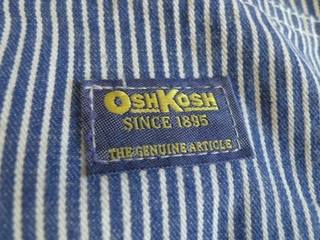 OSHKOSH
SINCE 1895
THE GENUINE ARTICLE